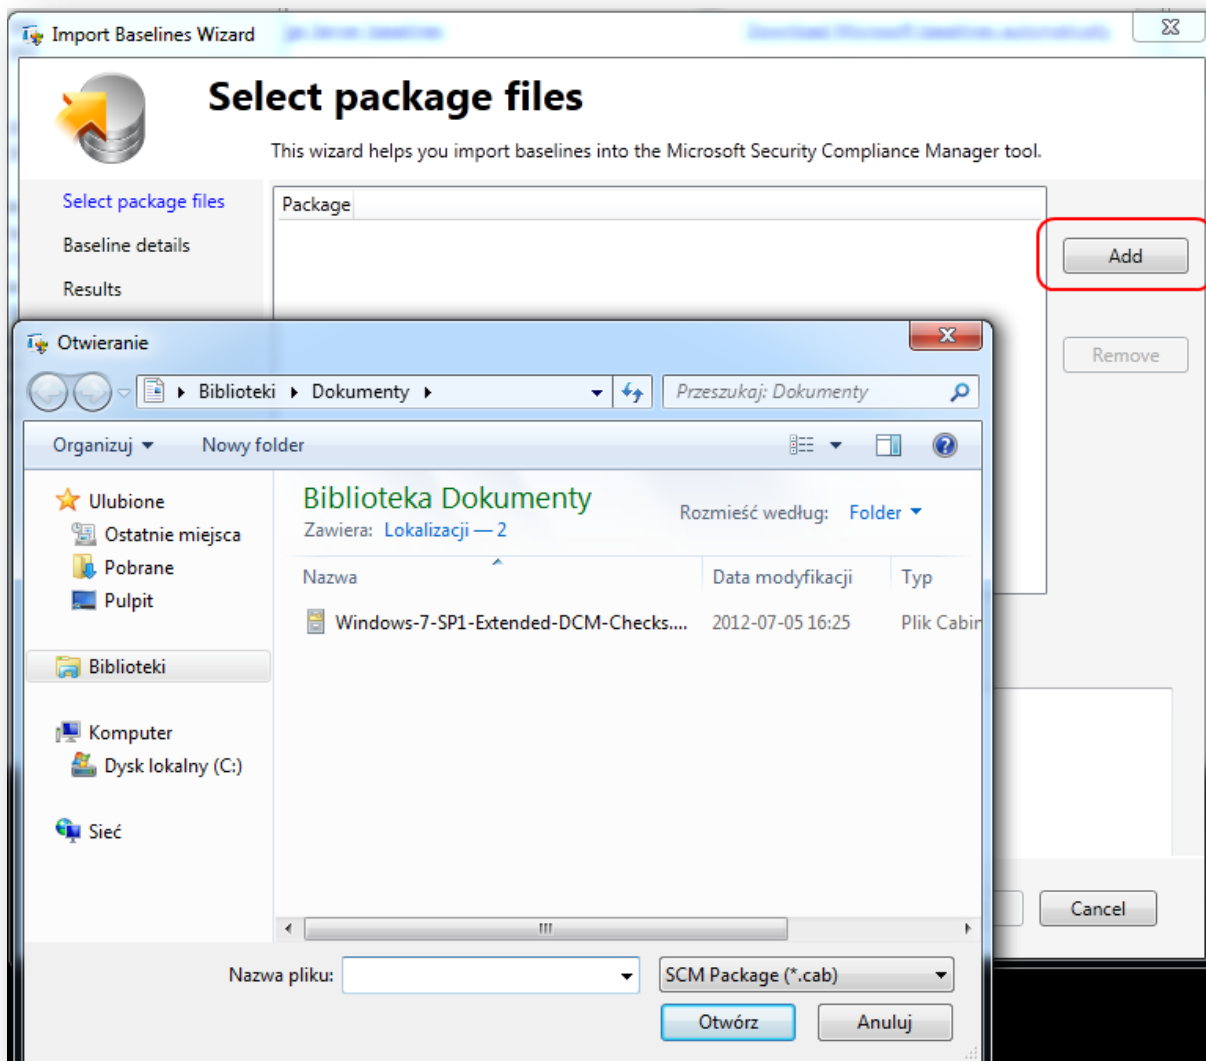 Import Baselines Wizard
Select package files
This wizard helps you import baselines into the Microsoft Security Compliance Manager tool.
Select package files
Baseline details
Results
Package
Add
Remove
Otwieranie
Biblioteki
Dokumenty
Przeszukaj: Dokumenty
Organizuj
Nowy folder
Ulubione
Ostatnie miejsca
Pobrane
Pulpit
Biblioteki
Komputer
Dysk lokalny (C:)
Sieć
Biblioteka Dokumenty
Zawiera: Lokalizacji — 2
Rozmieść według: Folder
Nazwa Data modyfikacji Typ
Windows-7-SP1-Extended-DCM-Checks.... 2012-07-05 16:25 Plik Cabin
Cancel
Nazwa pliku:
SCM Package (*.cab)
Otwórz Anuluj